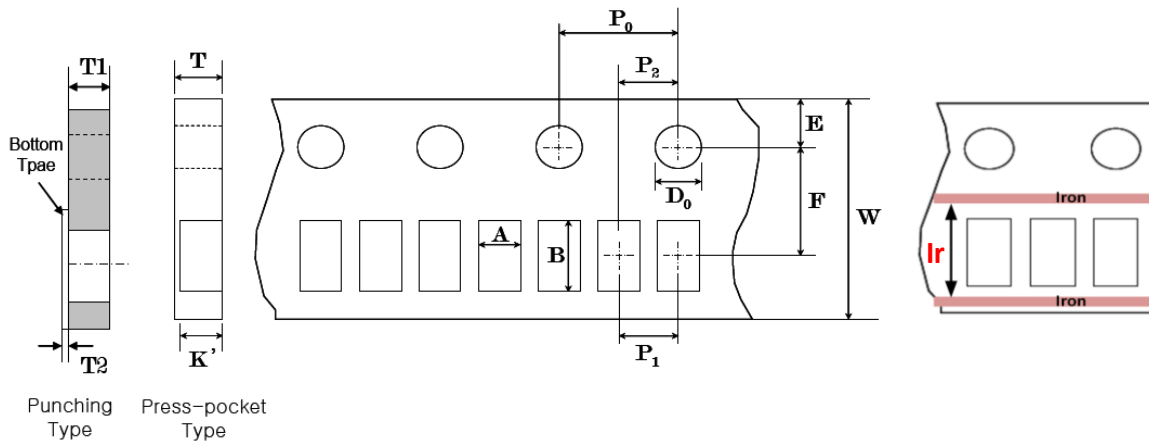 T1
T
P0
P2
E
Bottom
Tpae
D0
F
W
A
B
T2
K'
P1
Punching
Type
Press-pocket
Type
Iron
Ir
Iron